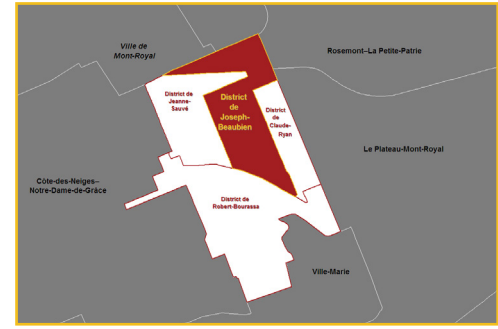 Ville de
Mont-Royal
Rosemont–La Petite-Patrie
District de
Jeanne-
Sauvé
District
de
Joseph-
Beaubien
District
de
Claude-
Ryan
Le Plateau-Mont-Royal
Côte-des-Neiges–
Notre-Dame-de-Grâce
District de
Robert-Bourassa
Ville-Marie